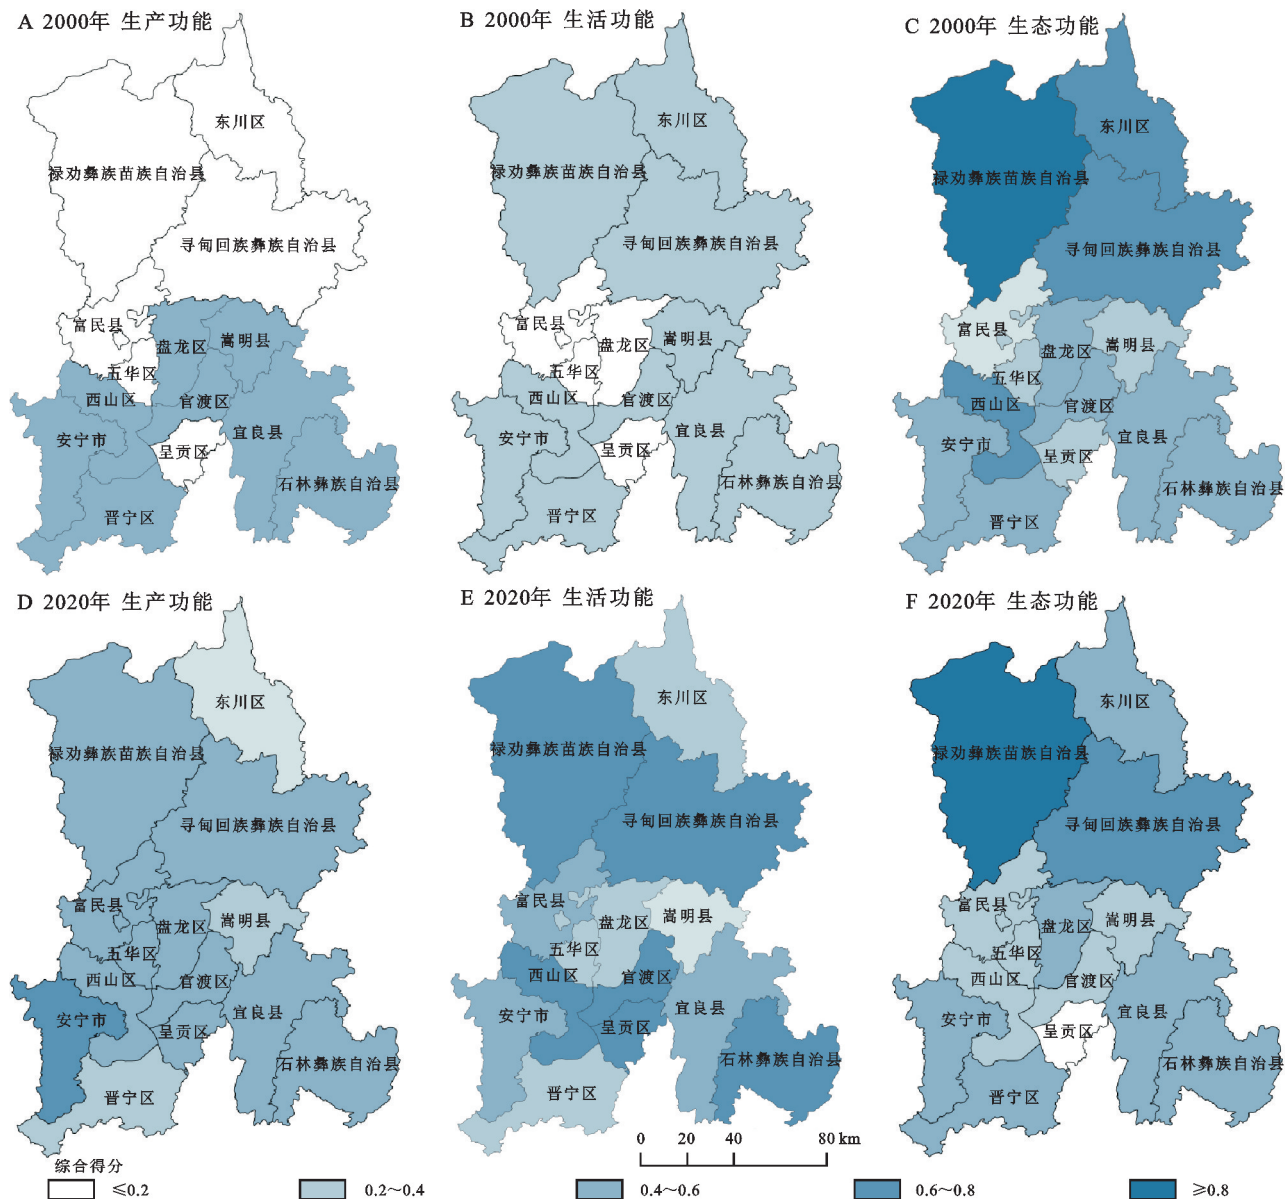 A 2000年 生产功能
东川区
禄劝彝族苗族自治县
寻甸回族彝族自治县
富民县
盘龙区
嵩明县
五华区
西山区
官渡区
安宁市
宜良县
呈贡区
石林彝族自治县
晋宁区
B 2000年 生活功能
东川区
禄劝彝族苗族自治县
寻甸回族彝族自治县
富民县
盘龙区
嵩明县
五华区
西山区
官渡区
安宁市
宜良县
呈贡区
石林彝族自治县
晋宁区
C 2000年 生态功能
东川区
禄劝彝族苗族自治县
寻甸回族彝族自治县
富民县
盘龙区
嵩明县
五华区
西山区
官渡区
安宁市
宜良县
呈贡区
石林彝族自治县
晋宁区
D 2020年 生产功能
东川区
禄劝彝族苗族自治县
寻甸回族彝族自治县
富民县
盘龙区
嵩明县
五华区
西山区
官渡区
安宁市
宜良县
呈贡区
石林彝族自治县
晋宁区
E 2020年 生活功能
东川区
禄劝彝族苗族自治县
寻甸回族彝族自治县
富民县
盘龙区
嵩明县
五华区
西山区
官渡区
安宁市
宜良县
呈贡区
石林彝族自治县
晋宁区
F 2020年 生态功能
东川区
禄劝彝族苗族自治县
寻甸回族彝族自治县
富民县
盘龙区
嵩明县
五华区
西山区
官渡区
安宁市
宜良县
呈贡区
石林彝族自治县
晋宁区
0 20 40 80 km
综合得分
≤0.2 0.2～0.4 0.4～0.6 0.6～0.8 ≥0.8